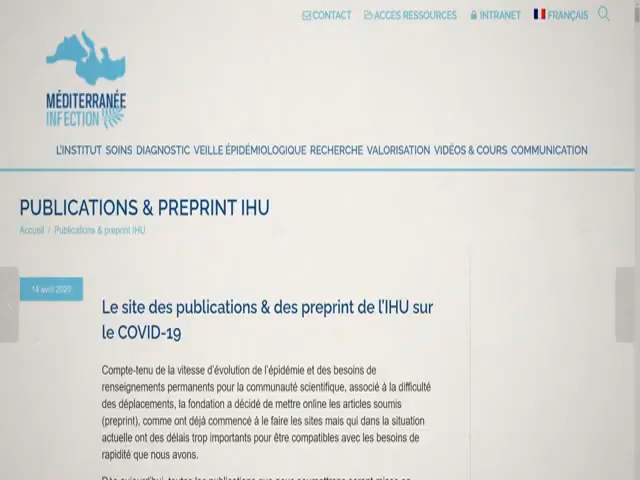 CONTACT ACCÈS RESSOURCES INTRANET FRANÇAIS
MÉDITERRANÉE
INFECTION
L'INSTITUT SOINS DIAGNOSTIC VEILLE ÉPIDÉMIOLOGIQUE RECHERCHE VALORISATION VIDÉOS & COURS COMMUNICATION
PUBLICATIONS & PREPRINT IHU
Accueil / Publications & preprint IHU
14 avril 2020
Le site des publications & des preprint de l'IHU sur
le COVID-19
Compte-tenu de la vitesse d'évolution de l'épidémie et des besoins de
renseignements permanents pour la communauté scientifique, associé à la difficulté
des déplacements, la fondation a décidé de mettre online les articles soumis
(preprint), comme ont déjà commencé à le faire les sites mais qui dans la situation
actuelle ont des délais trop importants pour être compatibles avec les besoins de
rapidité que nous avons.